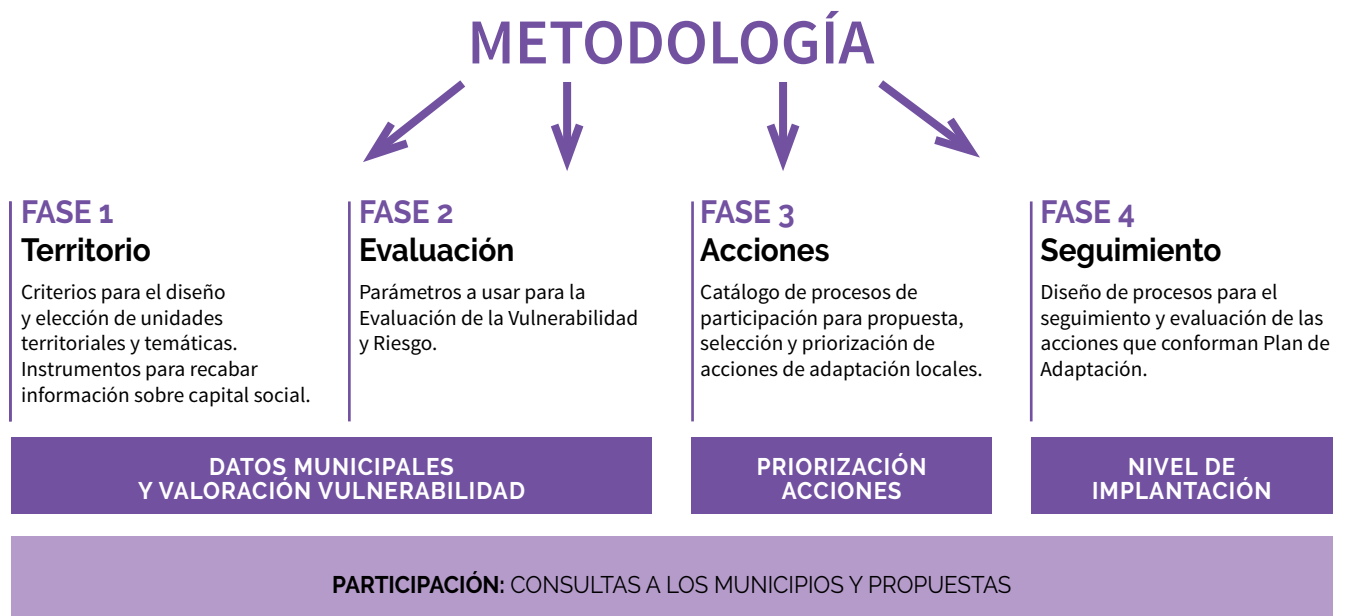 METODOLOGÍA
FASE 1
Territorio
Criterios para el diseño
y elección de unidades
territoriales y temáticas.
Instrumentos para recabar
información sobre capital social.
FASE 2
Evaluación
Parámetros a usar para la
Evaluación de la Vulnerabilidad
y Riesgo.
FASE 3
Acciones
Catálogo de procesos de
participación para propuesta,
selección y priorización de
acciones de adaptación locales.
FASE 4
Seguimiento
Diseño de procesos para el
seguimiento y evaluación de las
acciones que conforman Plan de
Adaptación.
DATOS MUNICIPALES
Y VALORACIÓN VULNERABILIDAD
PRIORIZACIÓN
ACCIONES
NIVEL DE
IMPLANTACIÓN
PARTICIPACIÓN: CONSULTAS A LOS MUNICIPIOS Y PROPUESTAS